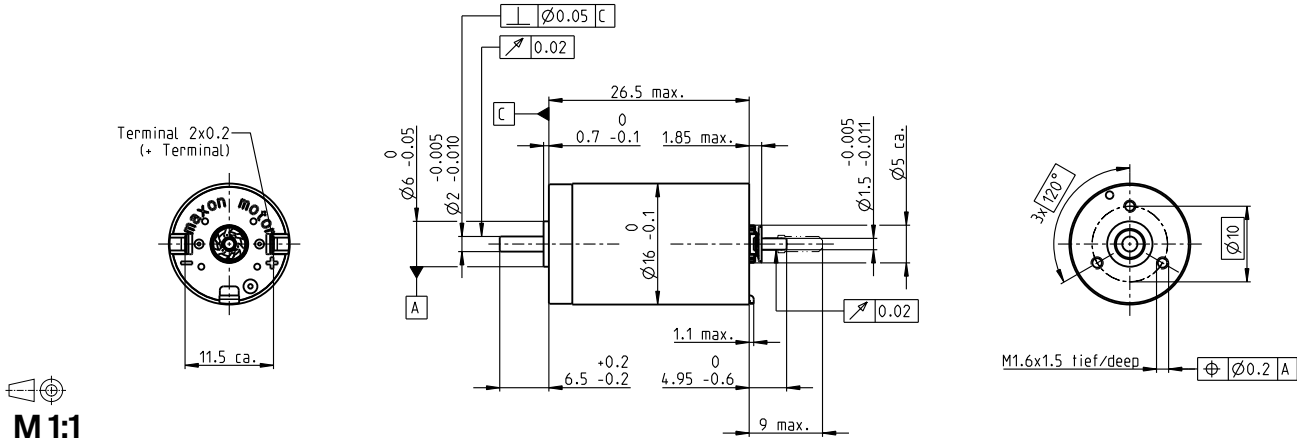 ⊥ Ø0.05 C
↗ 0.02
26.5 max.
C
0
0.7 -0.1
1.85 max.
Terminal 2x0.2
(+ Terminal)
0
Ø6 -0.05
-0.005
Ø2 -0.010
-0.005
Ø1.5 -0.011
Ø5 ca.
maxon motor
- +
0
Ø16 -0.1
3x 120°
Ø10
A
↗ 0.02
11.5 ca.
1.1 max.
+0.2
6.5 -0.2
0
4.95 -0.6
M1.6x1.5 tief/deep
⌖ Ø0.2 A
9 max.
M 1:1